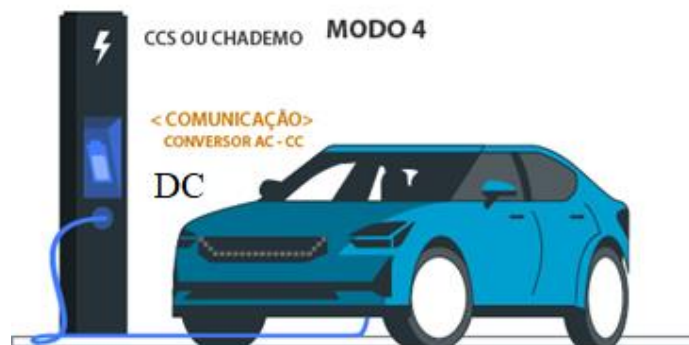 CCS OU CHADEMO MODO 4
< COMUNICAÇÃO>
CONVERSOR AC - CC
DC